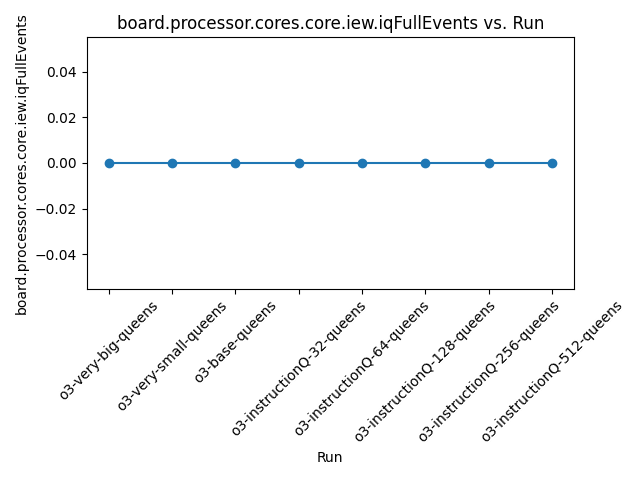 board.processor.cores.core.iew.iqFullEvents vs. Run
board.processor.cores.core.iew.iqFullEvents
0.04
0.02
0.00
−0.02
−0.04
o3-very-big-queens
o3-very-small-queens
o3-base-queens
o3-instructionQ-32-queens
o3-instructionQ-64-queens
o3-instructionQ-128-queens
o3-instructionQ-256-queens
o3-instructionQ-512-queens
Run